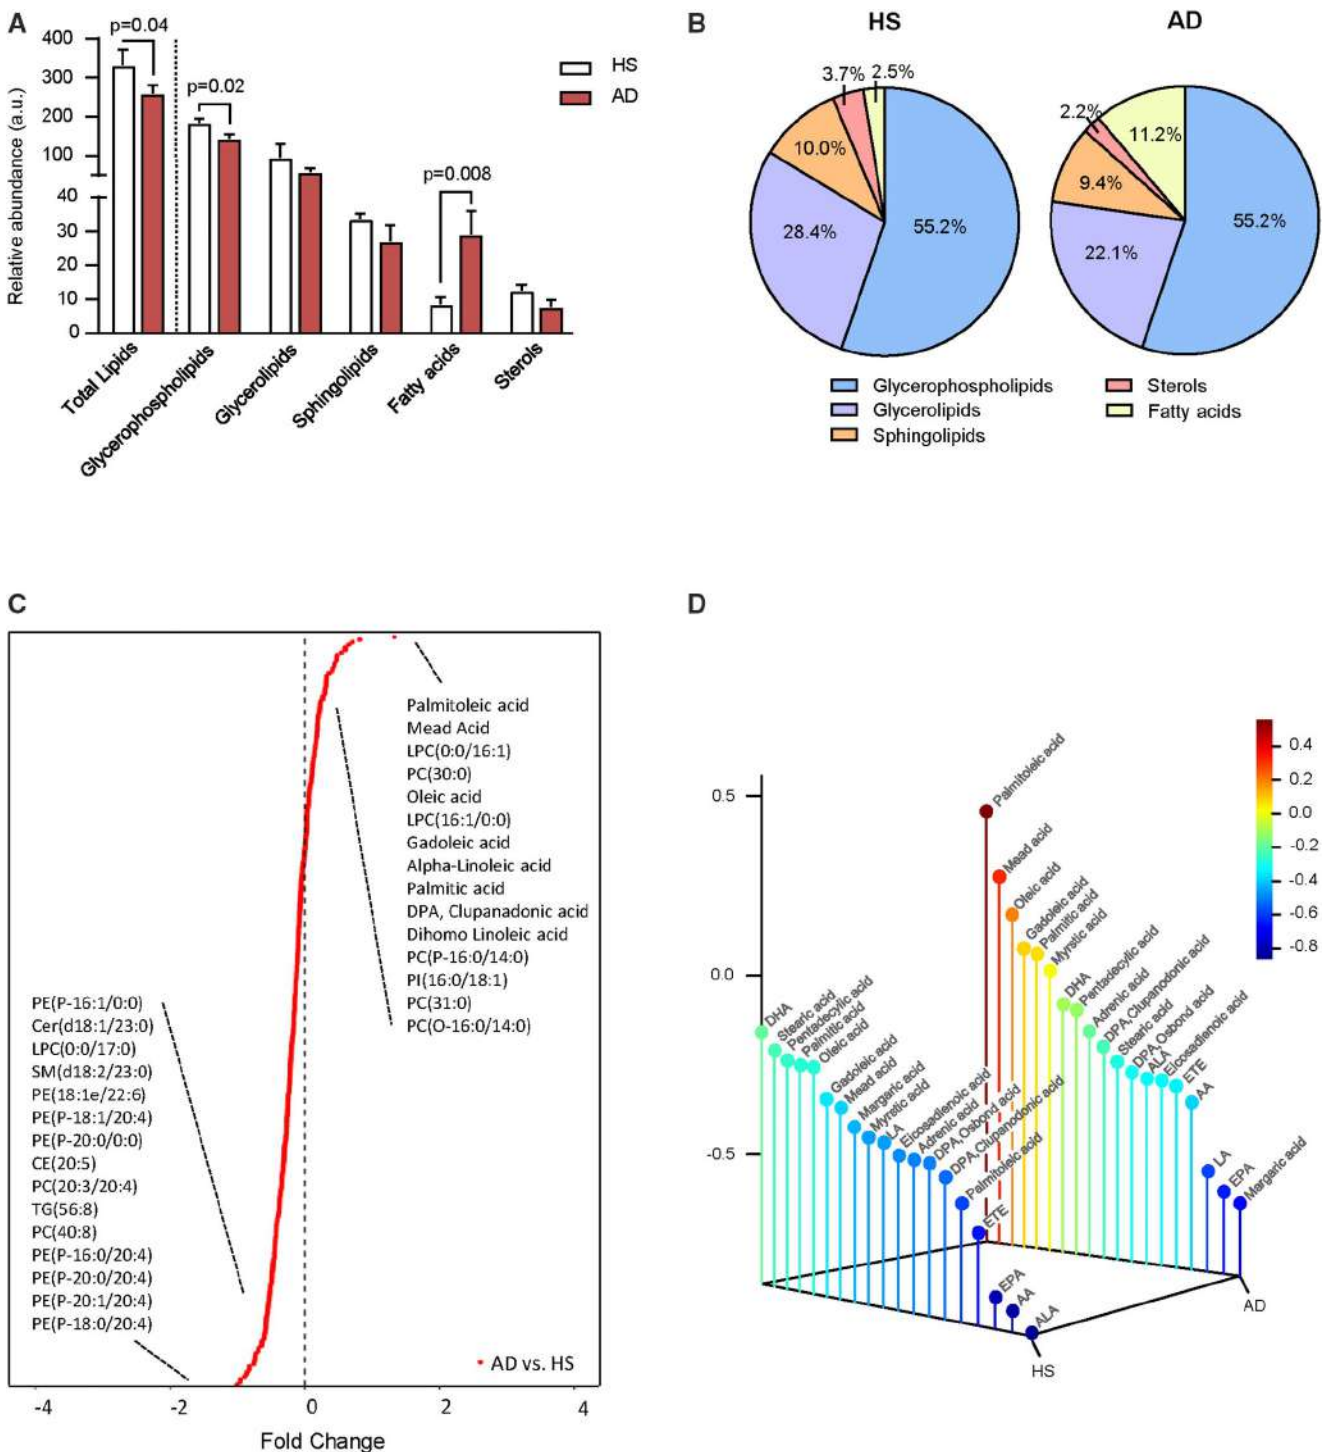 A
p=0.04
p=0.02
p=0.008
Relative abundance (a.u.)
400
300
200
100
40
30
20
10
0
HS
AD
Total Lipids
Glycerophospholipids
Glycerolipids
Sphingolipids
Fatty acids
Sterols
B
HS
AD
3.7%
2.5%
10.0%
28.4%
55.2%
2.2%
11.2%
9.4%
22.1%
55.2%
Glycerophospholipids
Glycerolipids
Sphingolipids
Sterols
Fatty acids
C
Palmitoleic acid
Mead Acid
LPC(0:0/16:1)
PC(30:0)
Oleic acid
LPC(16:1/0:0)
Gadoleic acid
Alpha-Linoleic acid
Palmitic acid
DPA, Clupanadonic acid
Dihomo Linoleic acid
PC(P-16:0/14:0)
PI(16:0/18:1)
PC(31:0)
PC(O-16:0/14:0)
PE(P-16:1/0:0)
Cer(d18:1/23:0)
LPC(0:0/17:0)
SM(d18:2/23:0)
PE(18:1e/22:6)
PE(P-18:1/20:4)
PE(P-20:0/0:0)
CE(20:5)
PC(20:3/20:4)
TG(56:8)
PC(40:8)
PE(P-16:0/20:4)
PE(P-20:0/20:4)
PE(P-20:1/20:4)
PE(P-18:0/20:4)
AD vs. HS
-4
-2
0
2
4
Fold Change
D
0.5
0.0
-0.5
DHA
Stearic acid
Pentadecylic acid
Palmitic acid
Oleic acid
Gadoleic acid
Mead acid
Margaric acid
Myrstic acid
LA
Eicosadienoic acid
Adrenic acid
DPA, Osbond acid
DPA, Clupanodonic acid
Palmitoleic acid
ETE
EPA
AA
ALA
HS
Palmitoleic acid
Mead acid
Oleic acid
Gadoleic acid
Palmitic acid
Myrstic acid
DHA
Pentadecylic acid
Adrenic acid
DPA, Clupanodonic acid
Stearic acid
DPA, Osbond acid
ALA
Eicosadienoic acid
ETE
AA
LA
EPA
Margaric acid
AD
0.4
0.2
0.0
-0.2
-0.4
-0.6
-0.8